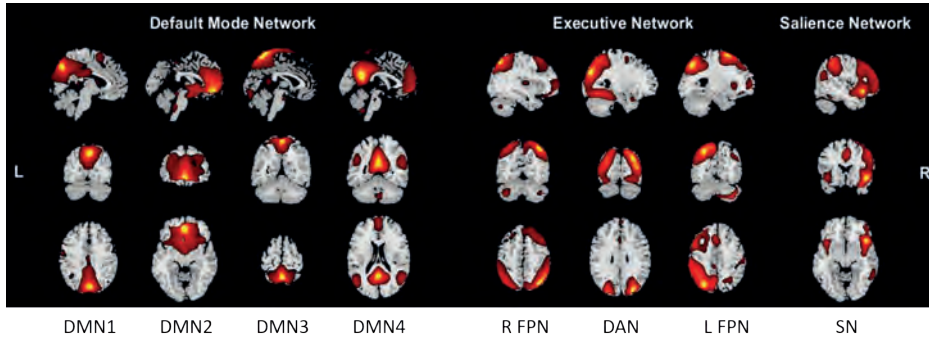 Default Mode Network Executive Network Salience Network
L R
DMN1 DMN2 DMN3 DMN4 R FPN DAN L FPN SN